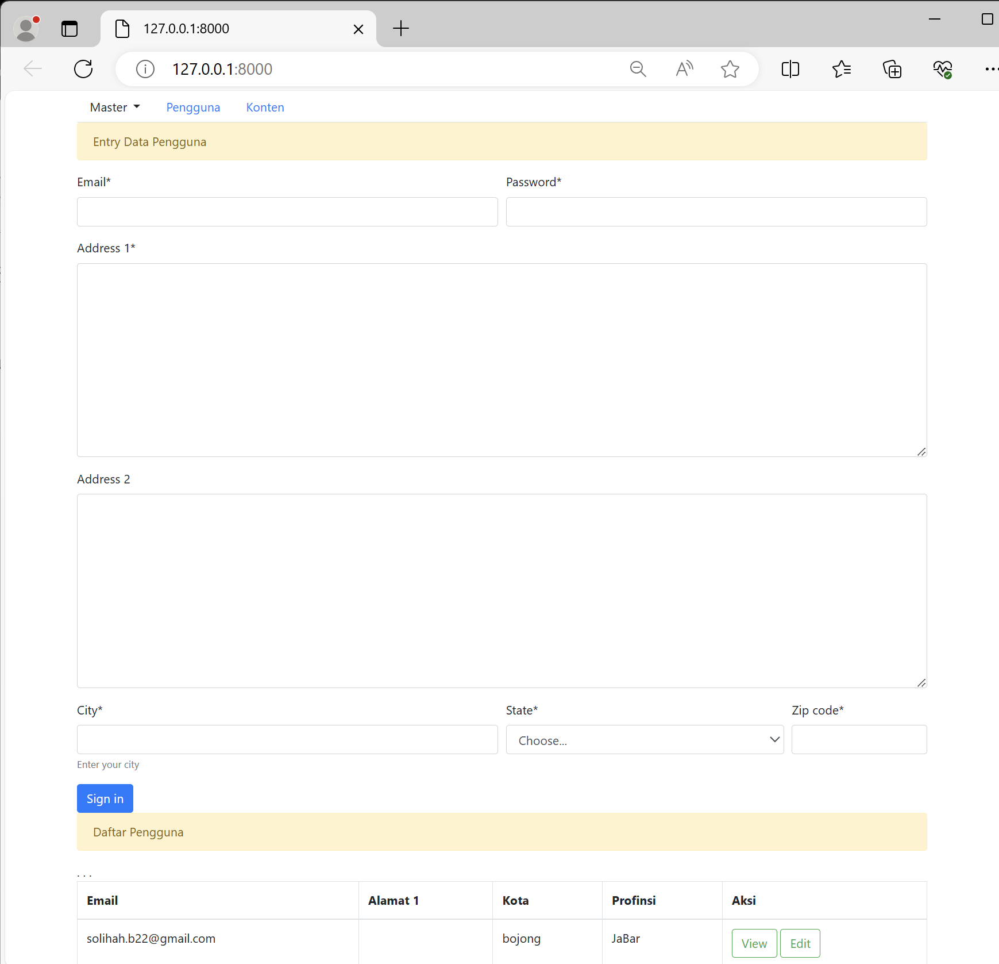 127.0.0.1:8000
127.0.0.1:8000
Master Pengguna Konten
Entry Data Pengguna
Email* Password*
Address 1*
Address 2
City* State* Zip code*
Choose...
Enter your city
Sign in
Daftar Pengguna
. . .
Email Alamat 1 Kota Profinsi Aksi
solihah.b22@gmail.com bojong JaBar View Edit